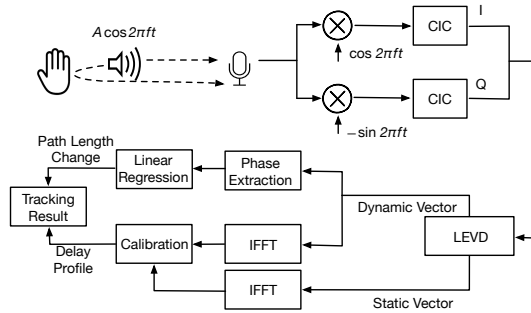 A cos 2πft
cos 2πft
−sin 2πft
CIC
I
CIC
Q
Path Length
Change
Linear
Regression
Phase
Extraction
Tracking
Result
Dynamic Vector
LEVD
Calibration
IFFT
Delay
Profile
IFFT
Static Vector